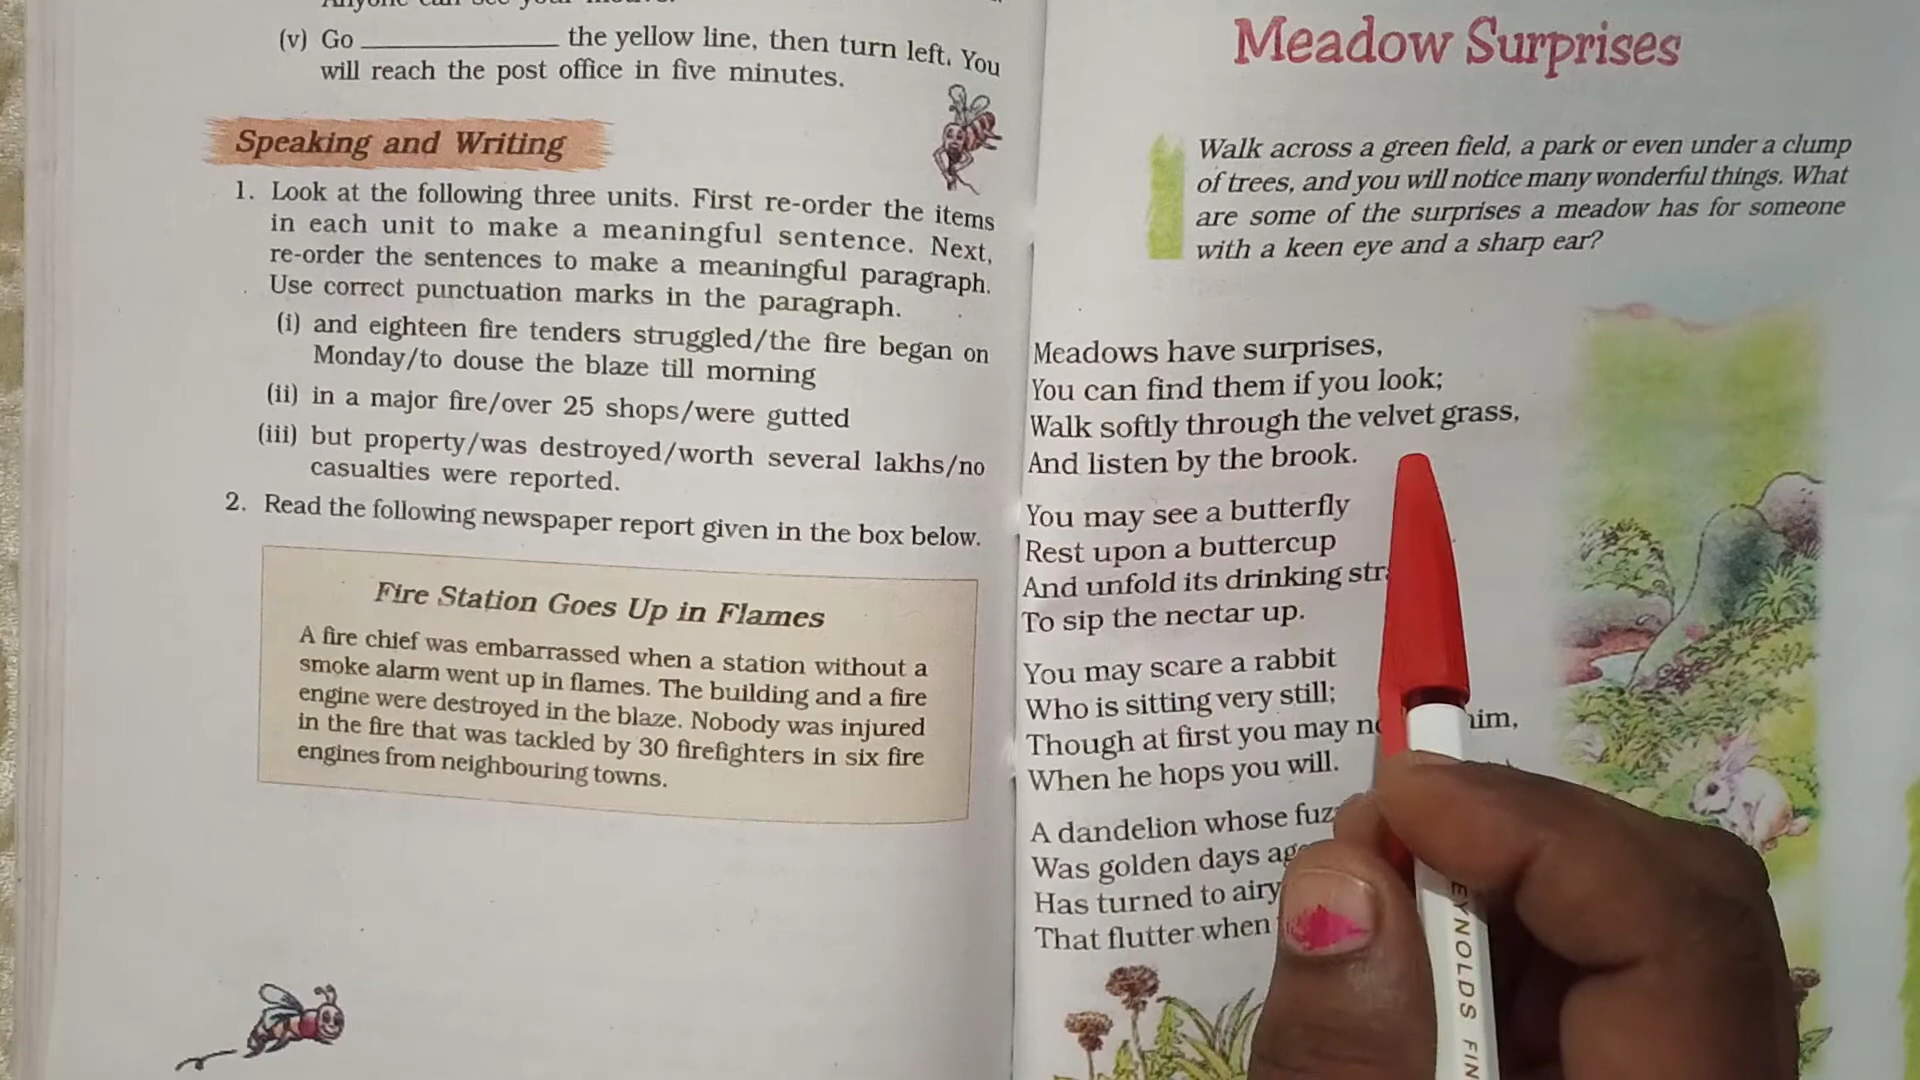 Anyone can see your
(v) Go ____________ the yellow line, then turn left. You
will reach the post office in five minutes.
Speaking and Writing
1. Look at the following three units. First re-order the items
in each unit to make a meaningful sentence. Next,
re-order the sentences to make a meaningful paragraph.
Use correct punctuation marks in the paragraph.
(i) and eighteen fire tenders struggled/the fire began on
Monday/to douse the blaze till morning
(ii) in a major fire/over 25 shops/were gutted
(iii) but property/was destroyed/worth several lakhs/no
casualties were reported.
2. Read the following newspaper report given in the box below.
Fire Station Goes Up in Flames
A fire chief was embarrassed when a station without a
smoke alarm went up in flames. The building and a fire
engine were destroyed in the blaze. Nobody was injured
in the fire that was tackled by 30 firefighters in six fire
engines from neighbouring towns.
Meadow Surprises
Walk across a green field, a park or even under a clump
of trees, and you will notice many wonderful things. What
are some of the surprises a meadow has for someone
with a keen eye and a sharp ear?
Meadows have surprises,
You can find them if you look;
Walk softly through the velvet grass,
And listen by the brook.
You may see a butterfly
Rest upon a buttercup
And unfold its drinking
To sip the nectar up.
You may scare a rabbit
Who is sitting very still;
Though at first you may
When he hops you will.
A dandelion whose
Was golden days
Has turned to airy
That flutter when
EYNOLDS FIN